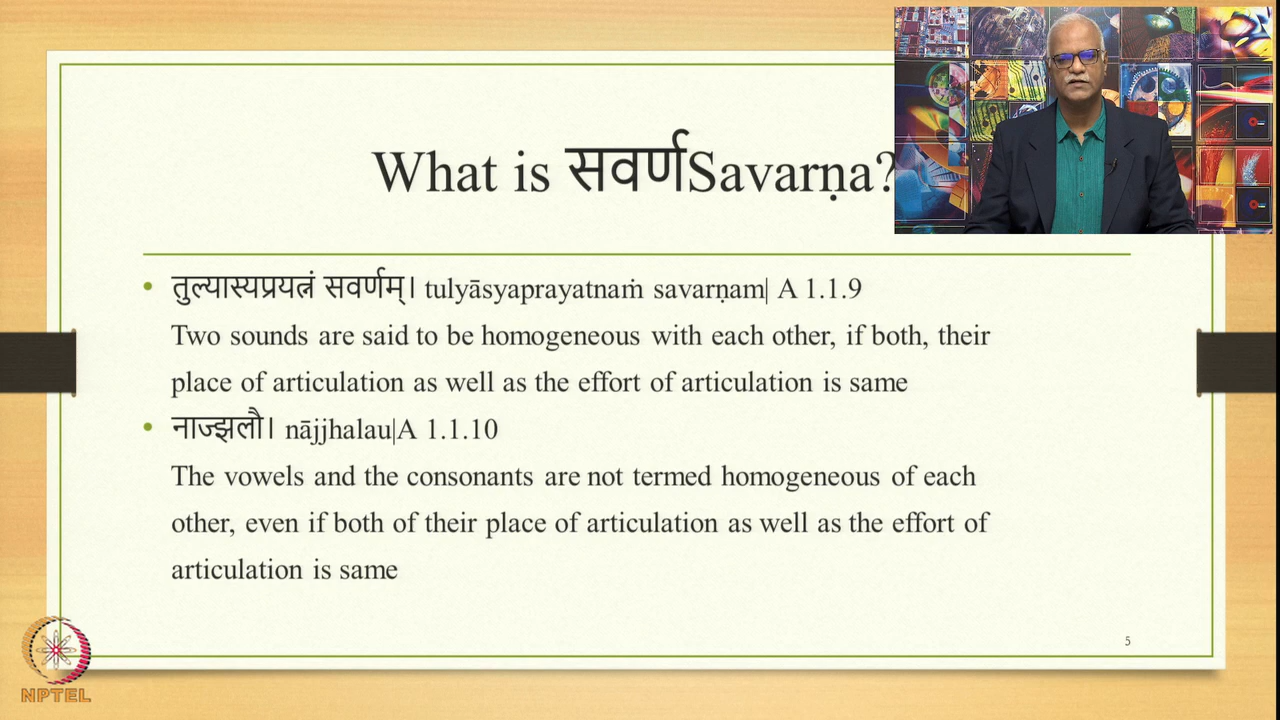 What is सवर्णSavarṇa?
• तुल्यास्यप्रयत्नं सवर्णम्। tulyāsyaprayatnaṁ savarṇam| A 1.1.9
Two sounds are said to be homogeneous with each other, if both, their
place of articulation as well as the effort of articulation is same
• नाज्झलौ। nājjhalau|A 1.1.10
The vowels and the consonants are not termed homogeneous of each
other, even if both of their place of articulation as well as the effort of
articulation is same
5
NPTEL